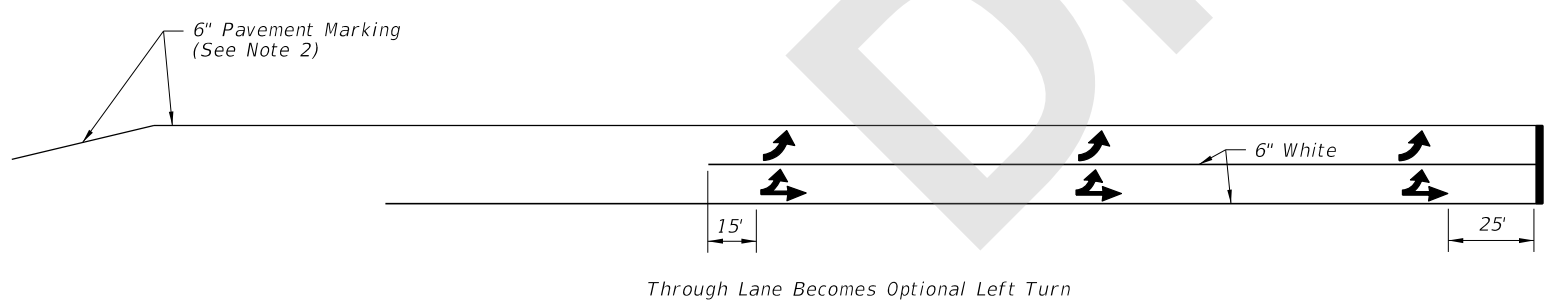 6" Pavement Marking
(See Note 2)
6" White
15'
25'
Through Lane Becomes Optional Left Turn